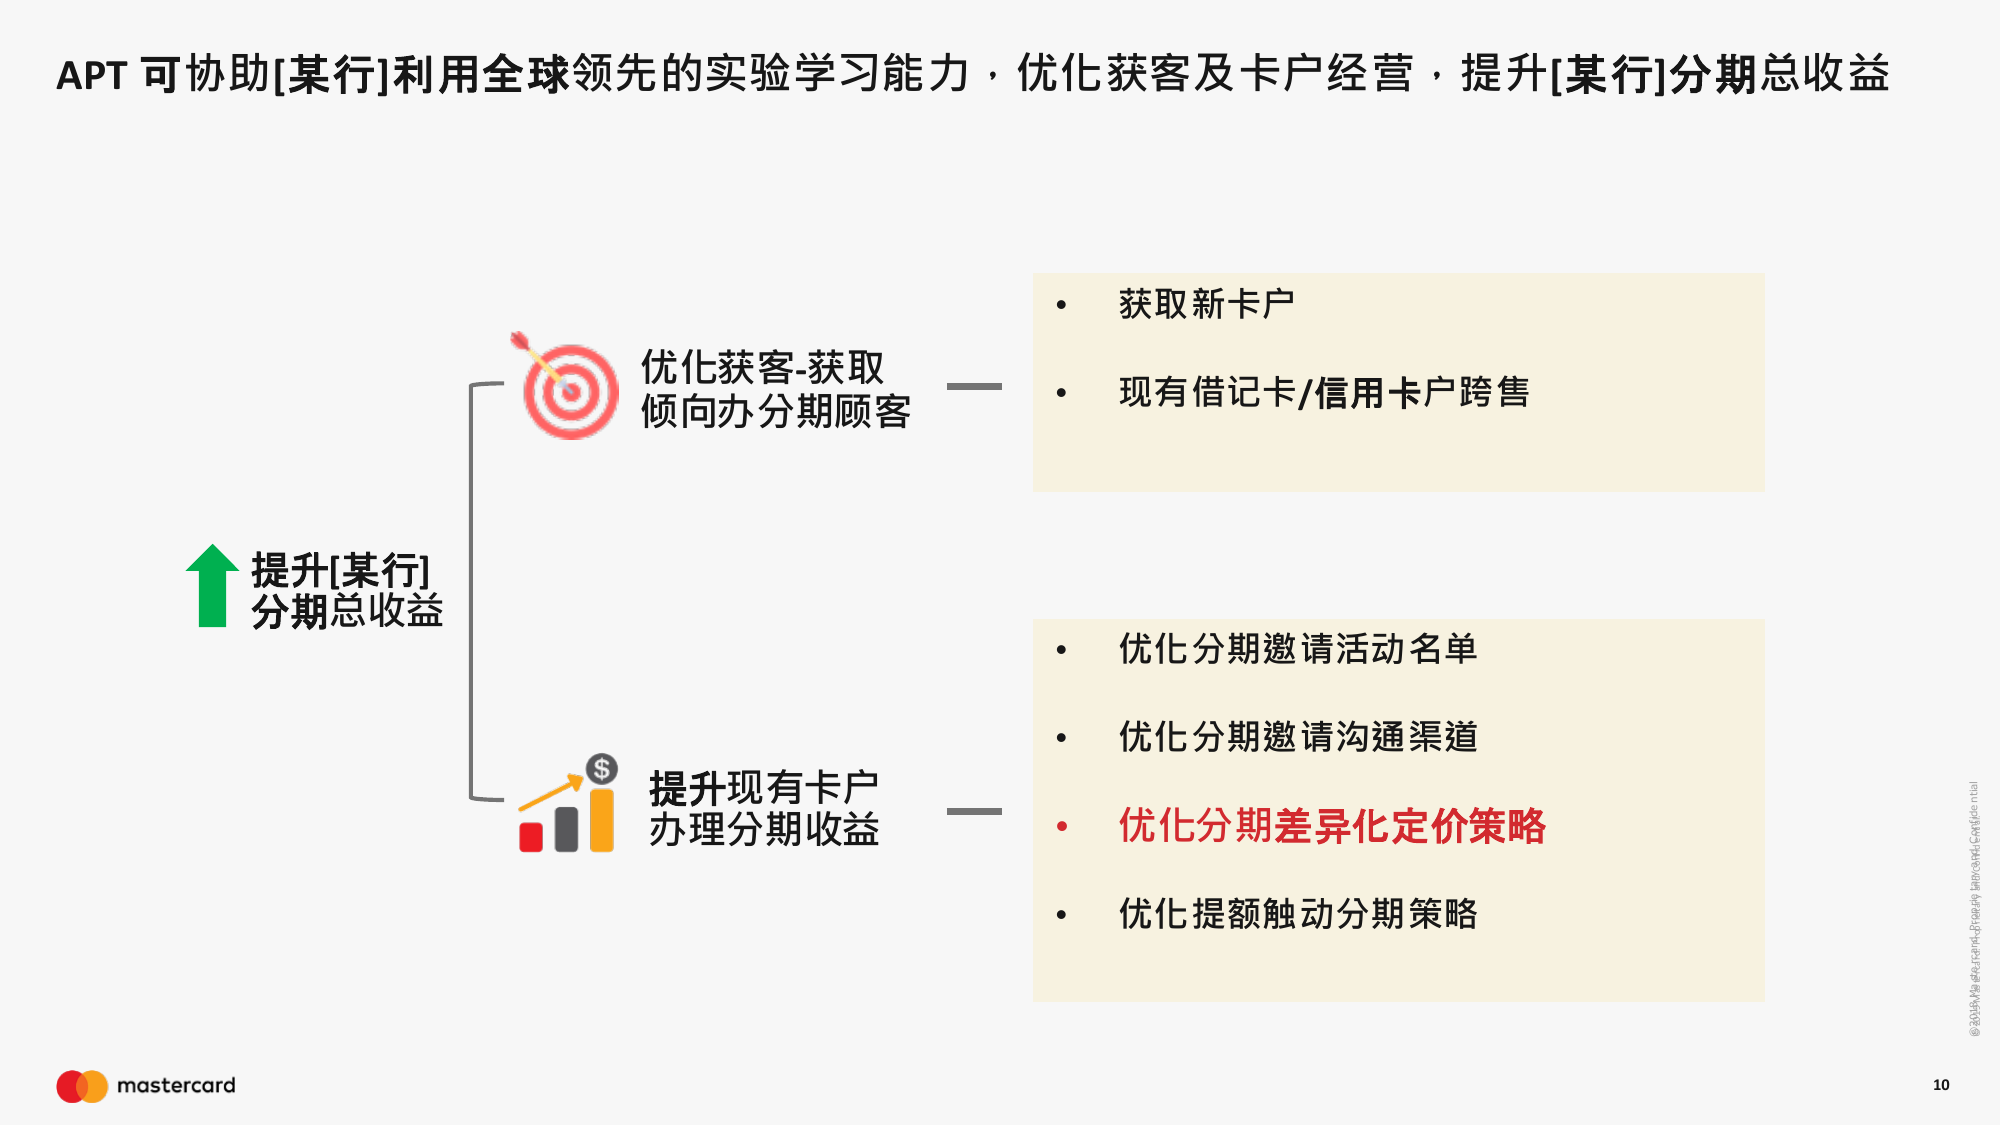 APT 可协助[某行]利用全球领先的实验学习能力，优化获客及卡户经营，提升[某行]分期总收益
• 获取新卡户
优化获客-获取
倾向办分期顾客
• 现有借记卡/信用卡户跨售
提升[某行]
分期总收益
• 优化分期邀请活动名单
• 优化分期邀请沟通渠道
$
提升现有卡户
办理分期收益
• 优化分期差异化定价策略
• 优化提额触动分期策略
mastercard
10